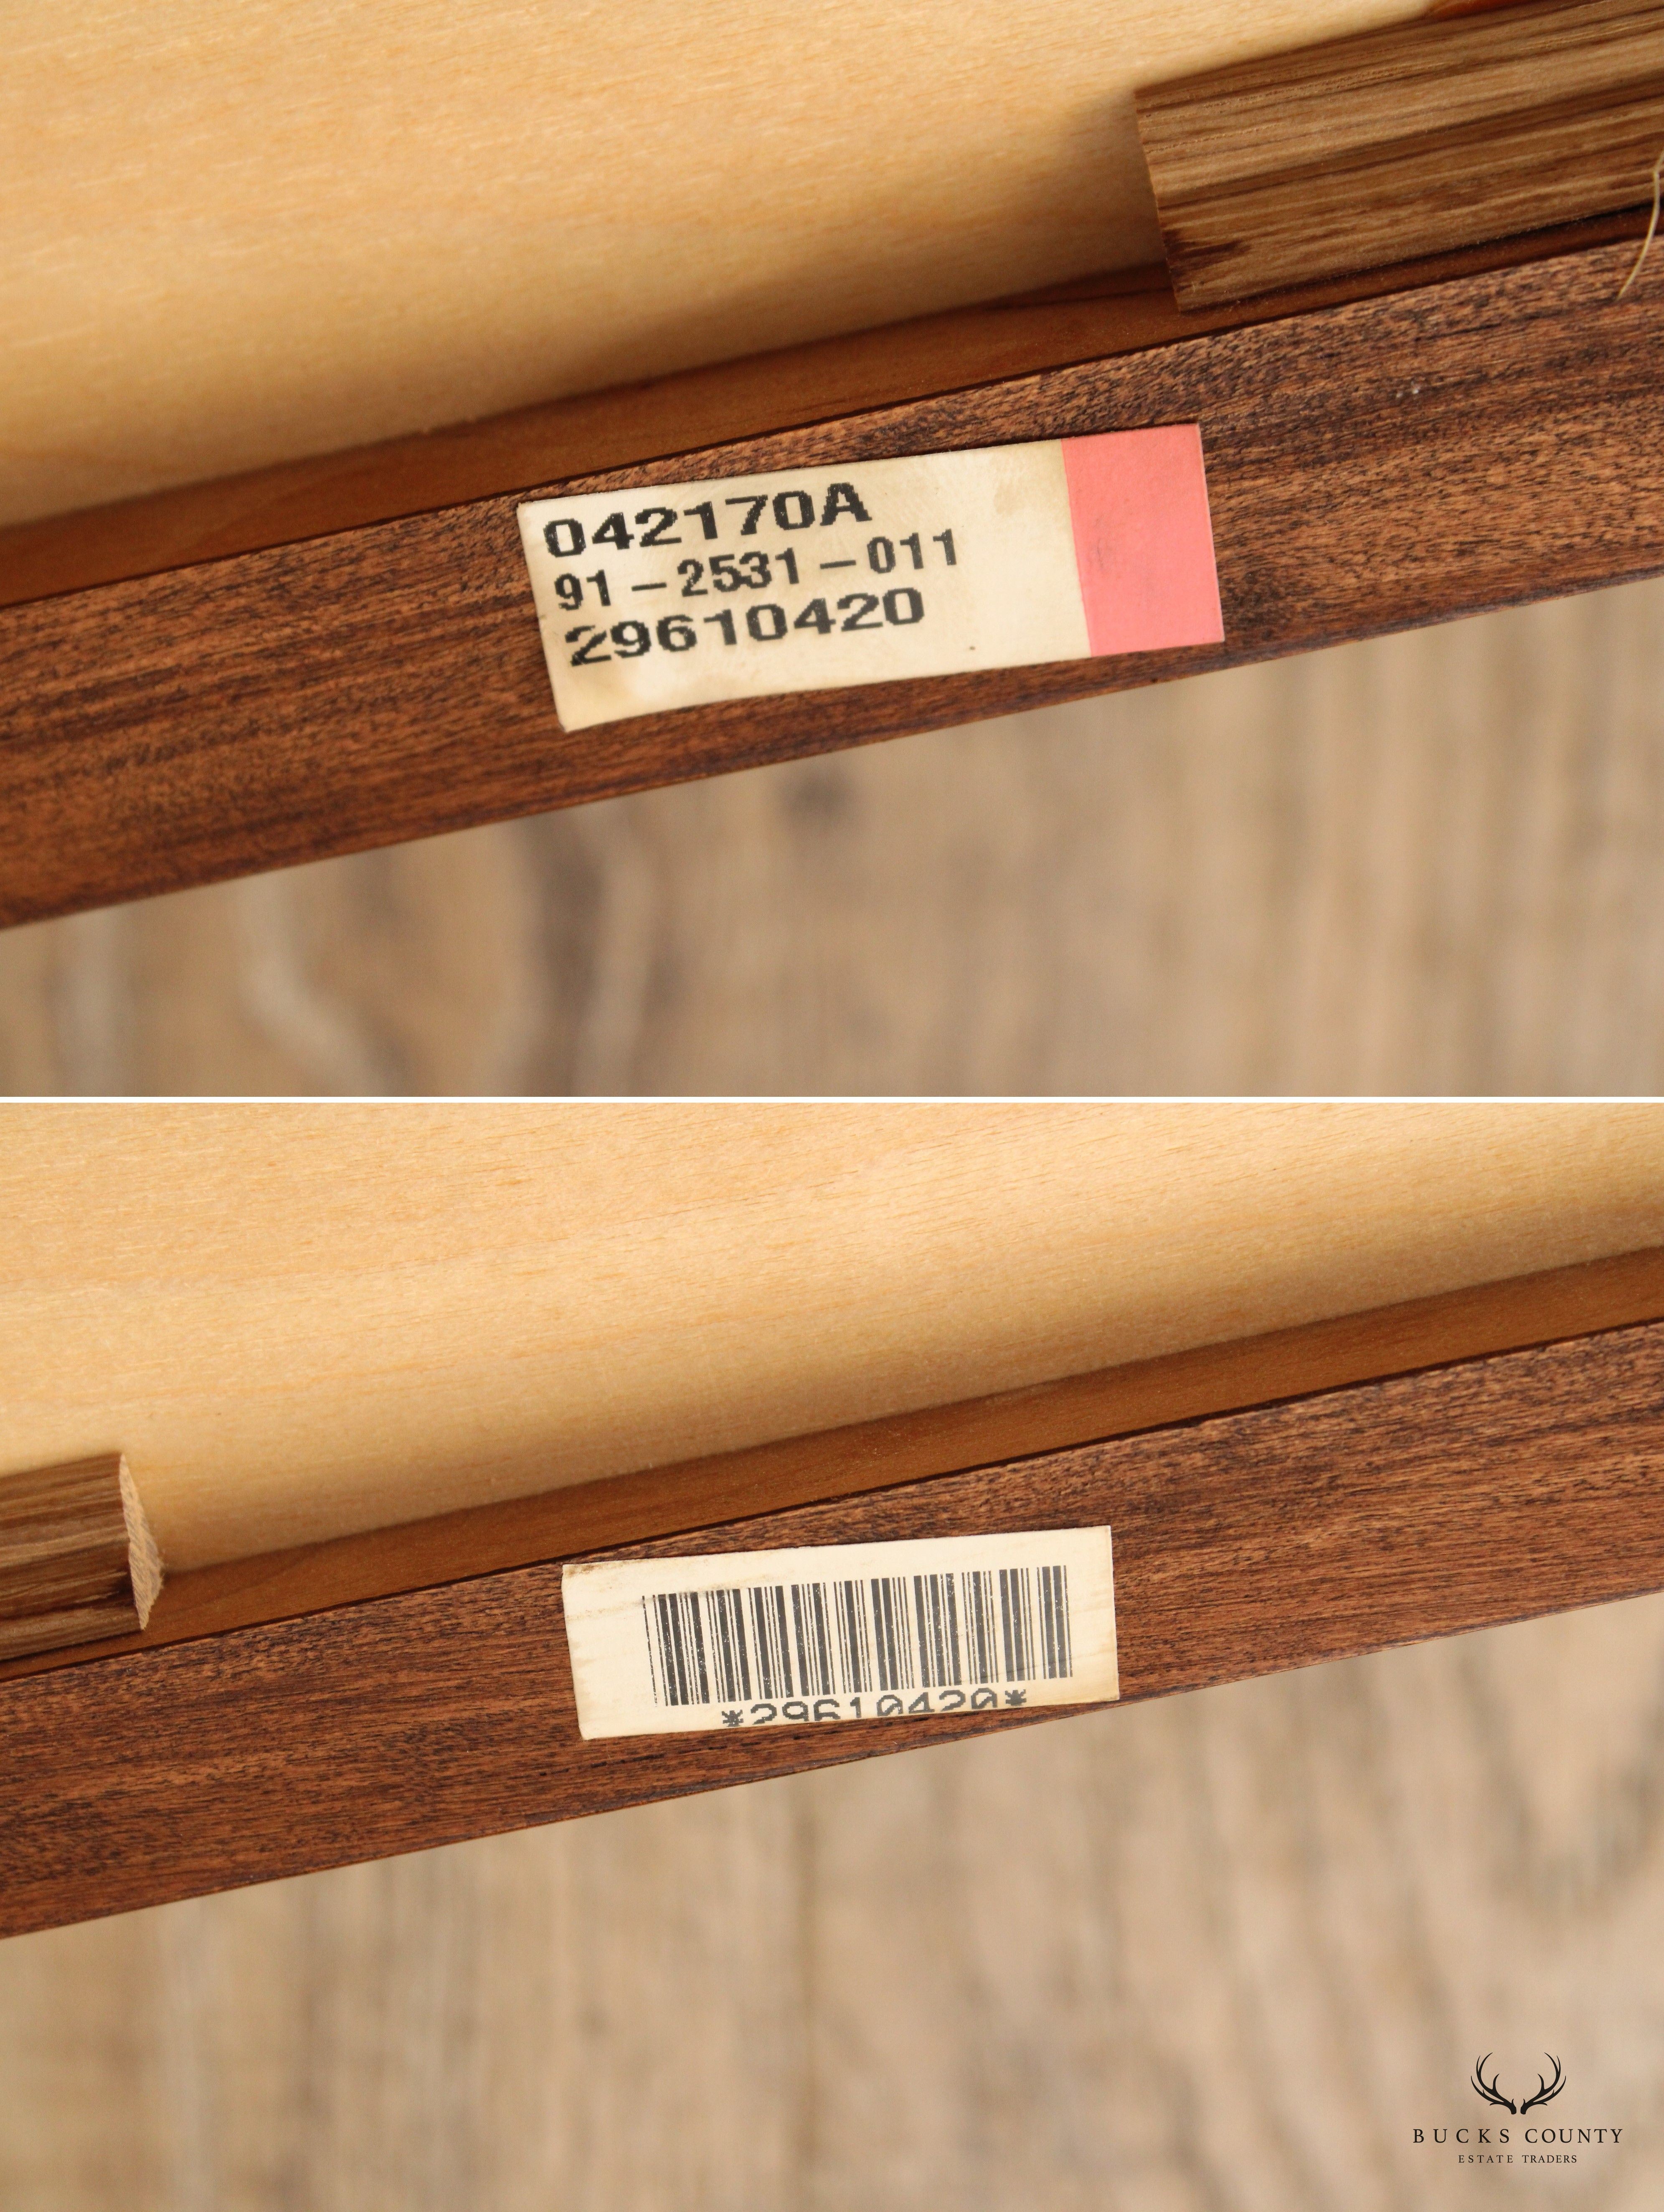 042170A
91-2531-011
29610420
*29610420*
BUCKS COUNTY
ESTATE TRADERS